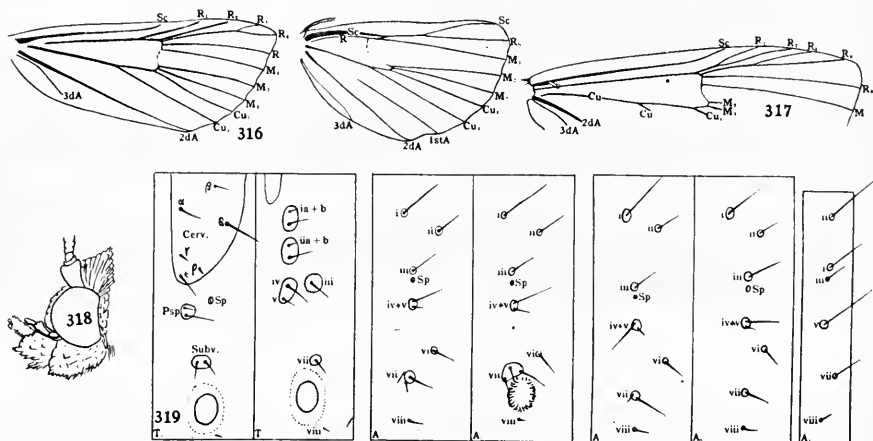 Sc R₁ R₂ R₃ R₄ R M₁ M₂ M₃ Cu₁ Cu₂ 2dA 3dA
316
Sc R R₅ M₁ M₂ M₃ Cu₁ Cu₂ 1stA 2dA 3dA
Sc R₁ R₂ R₃ R₄ R₅ M M₂ M₃ Cu₁ Cu Cu 2dA 3dA
317
318
319
β α δ Cerv. γ ε ρ Sp Psp Subv. T.
ia + b iia + b iv iii v vii viii T
i ii iii Sp iv+v vi vii viii A
i ii iii Sp iv+v vi vii viii A
i ii iii Sp iv+v vi vii viii A
i ii iii Sp iv+v vi vii viii A
ii i iii v vii viii A.